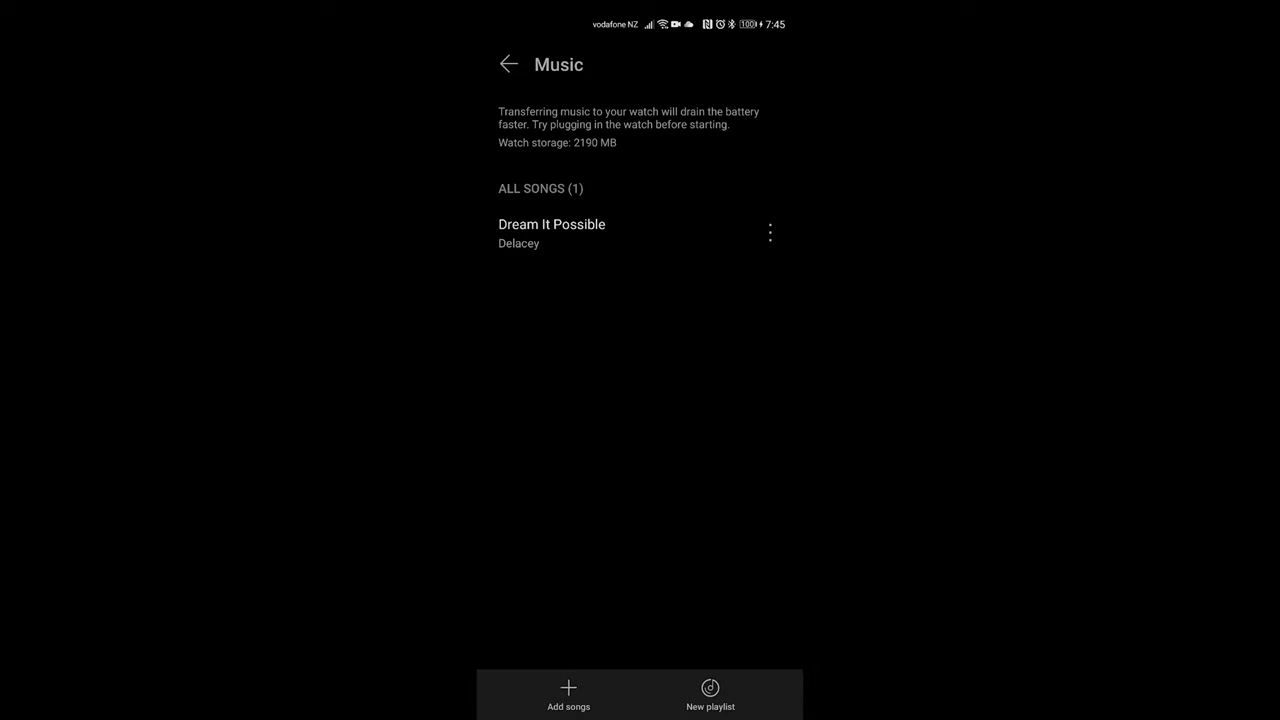 vodafone NZ 100 7:45
Music
Transferring music to your watch will drain the battery
faster. Try plugging in the watch before starting.
Watch storage: 2190 MB
ALL SONGS (1)
Dream It Possible
Delacey
Add songs
New playlist